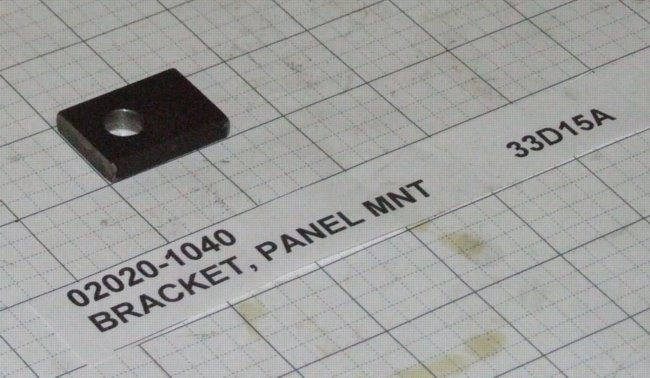 02020-1040
BRACKET, PANEL MNT
33D15A